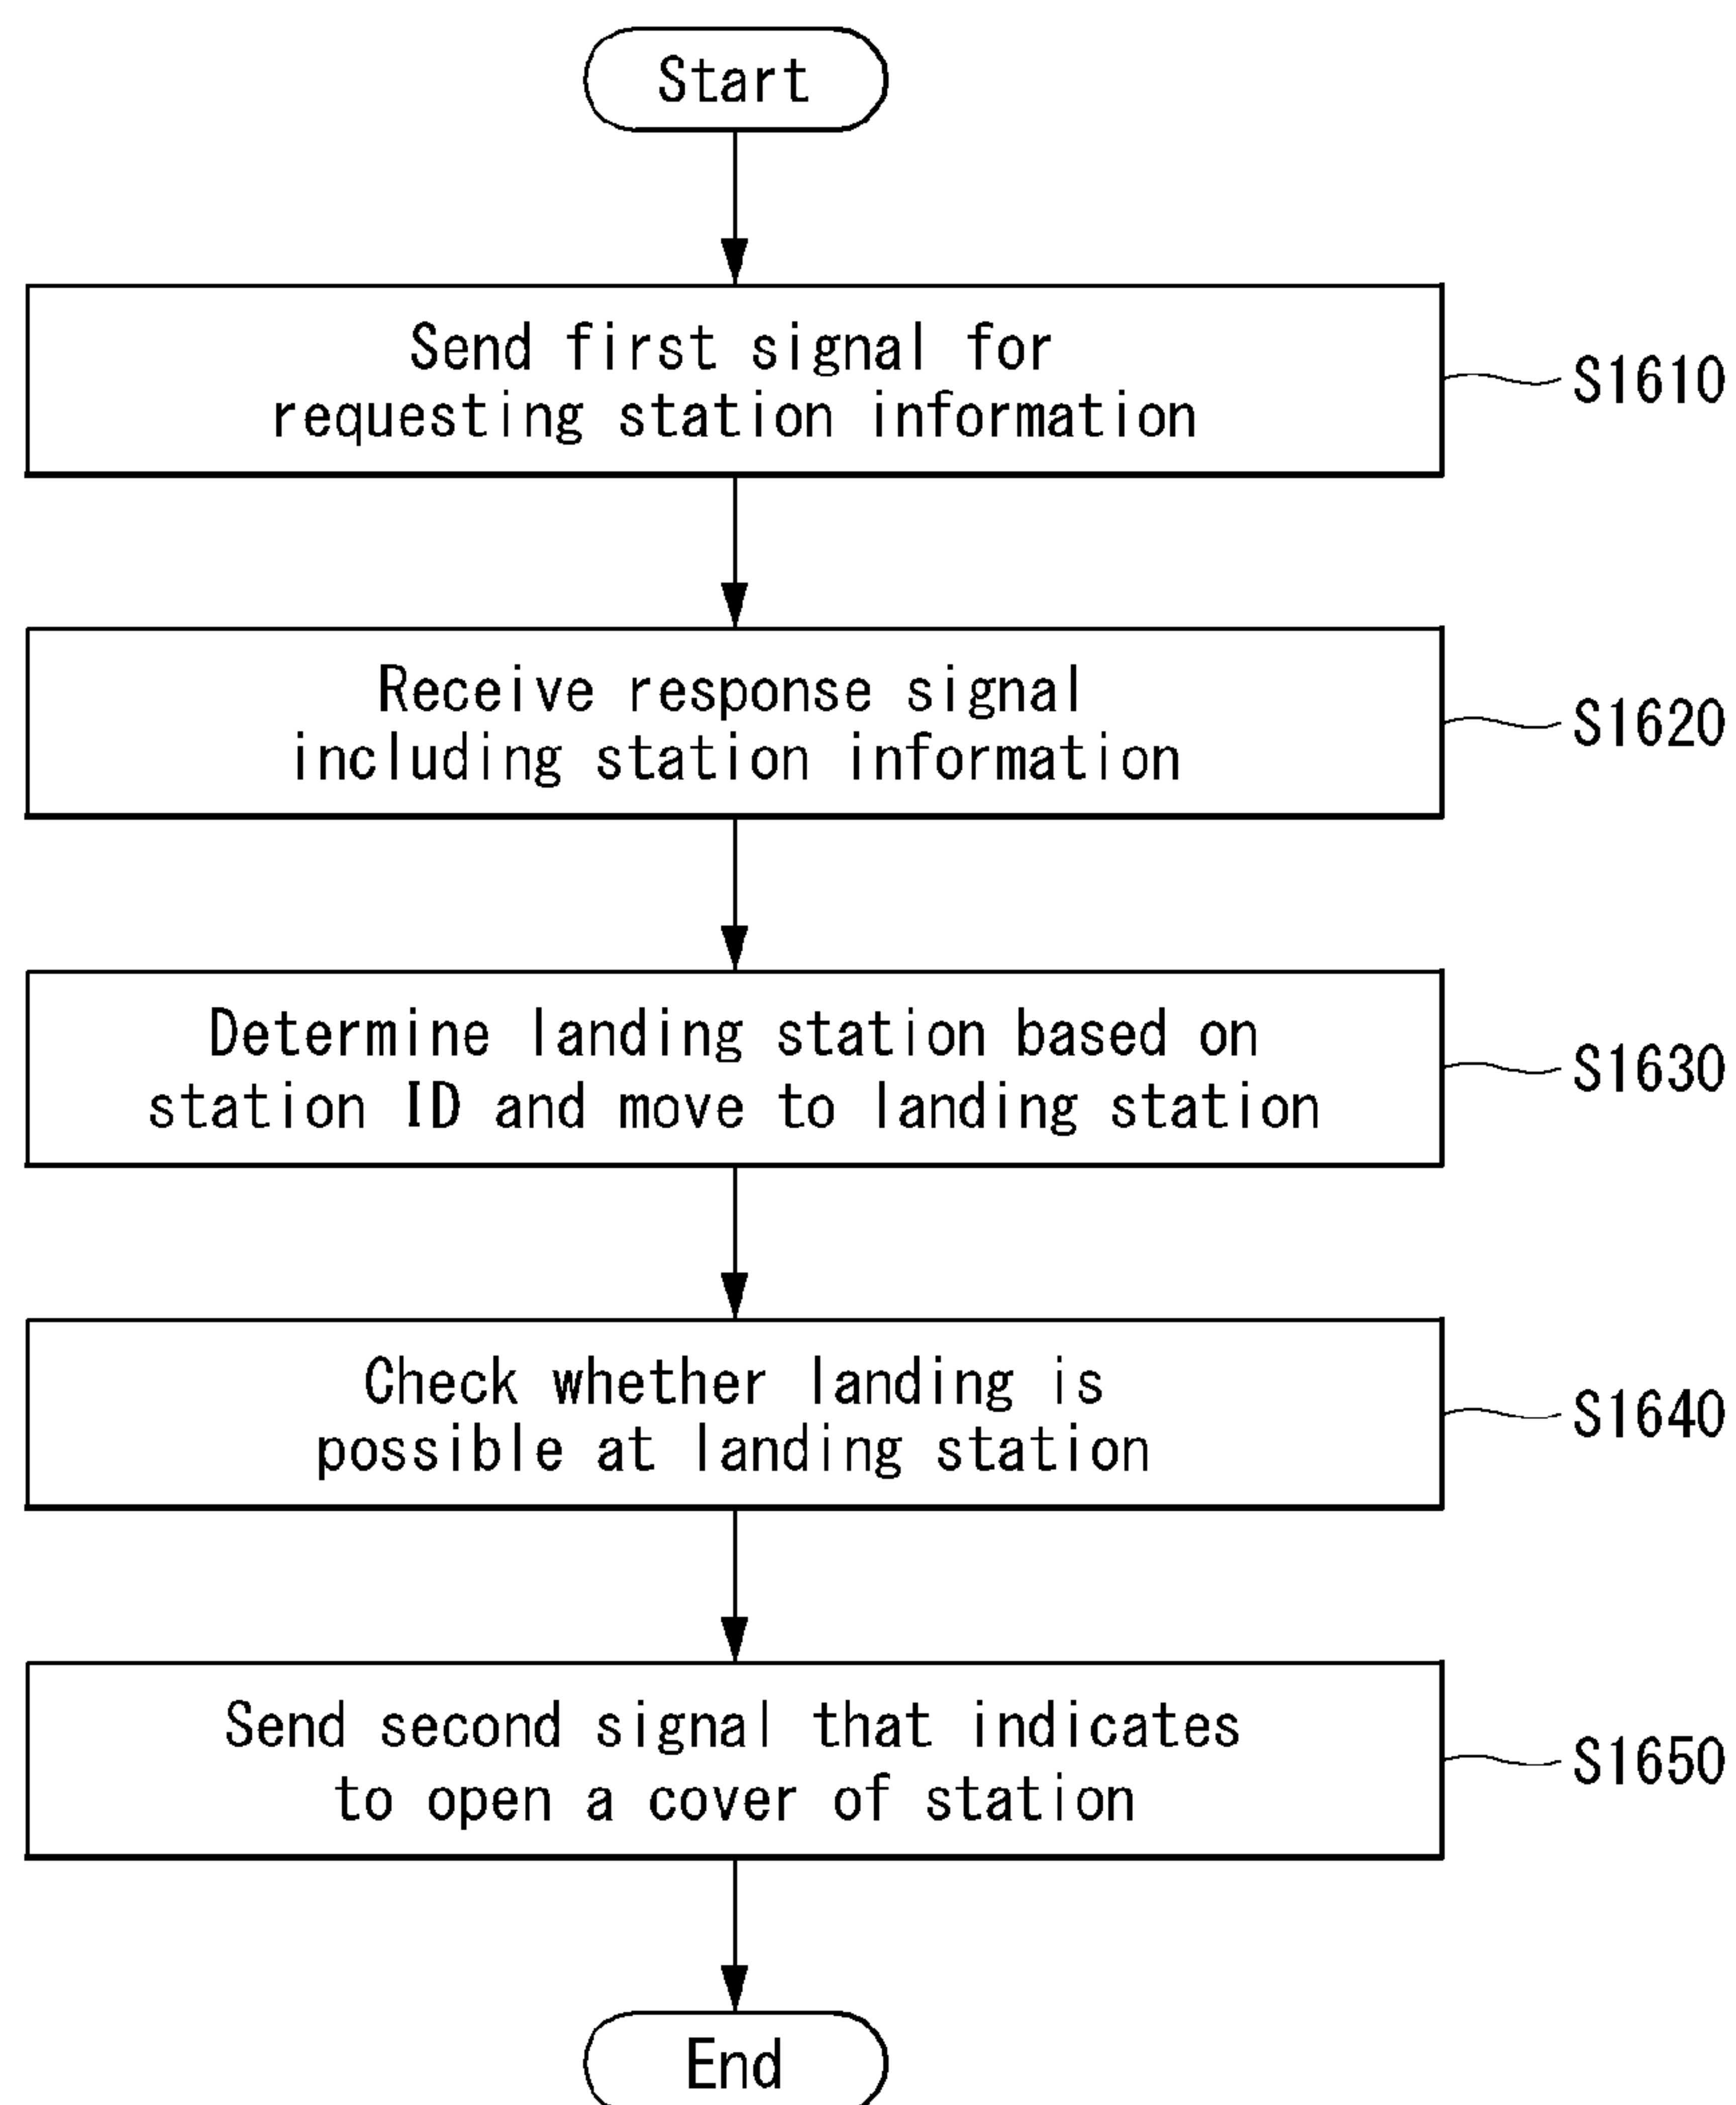 Start
Send first signal for
requesting station information
S1610
Receive response signal
including station information
S1620
Determine landing station based on
station ID and move to landing station
S1630
Check whether landing is
possible at landing station
S1640
Send second signal that indicates
to open a cover of station
S1650
End